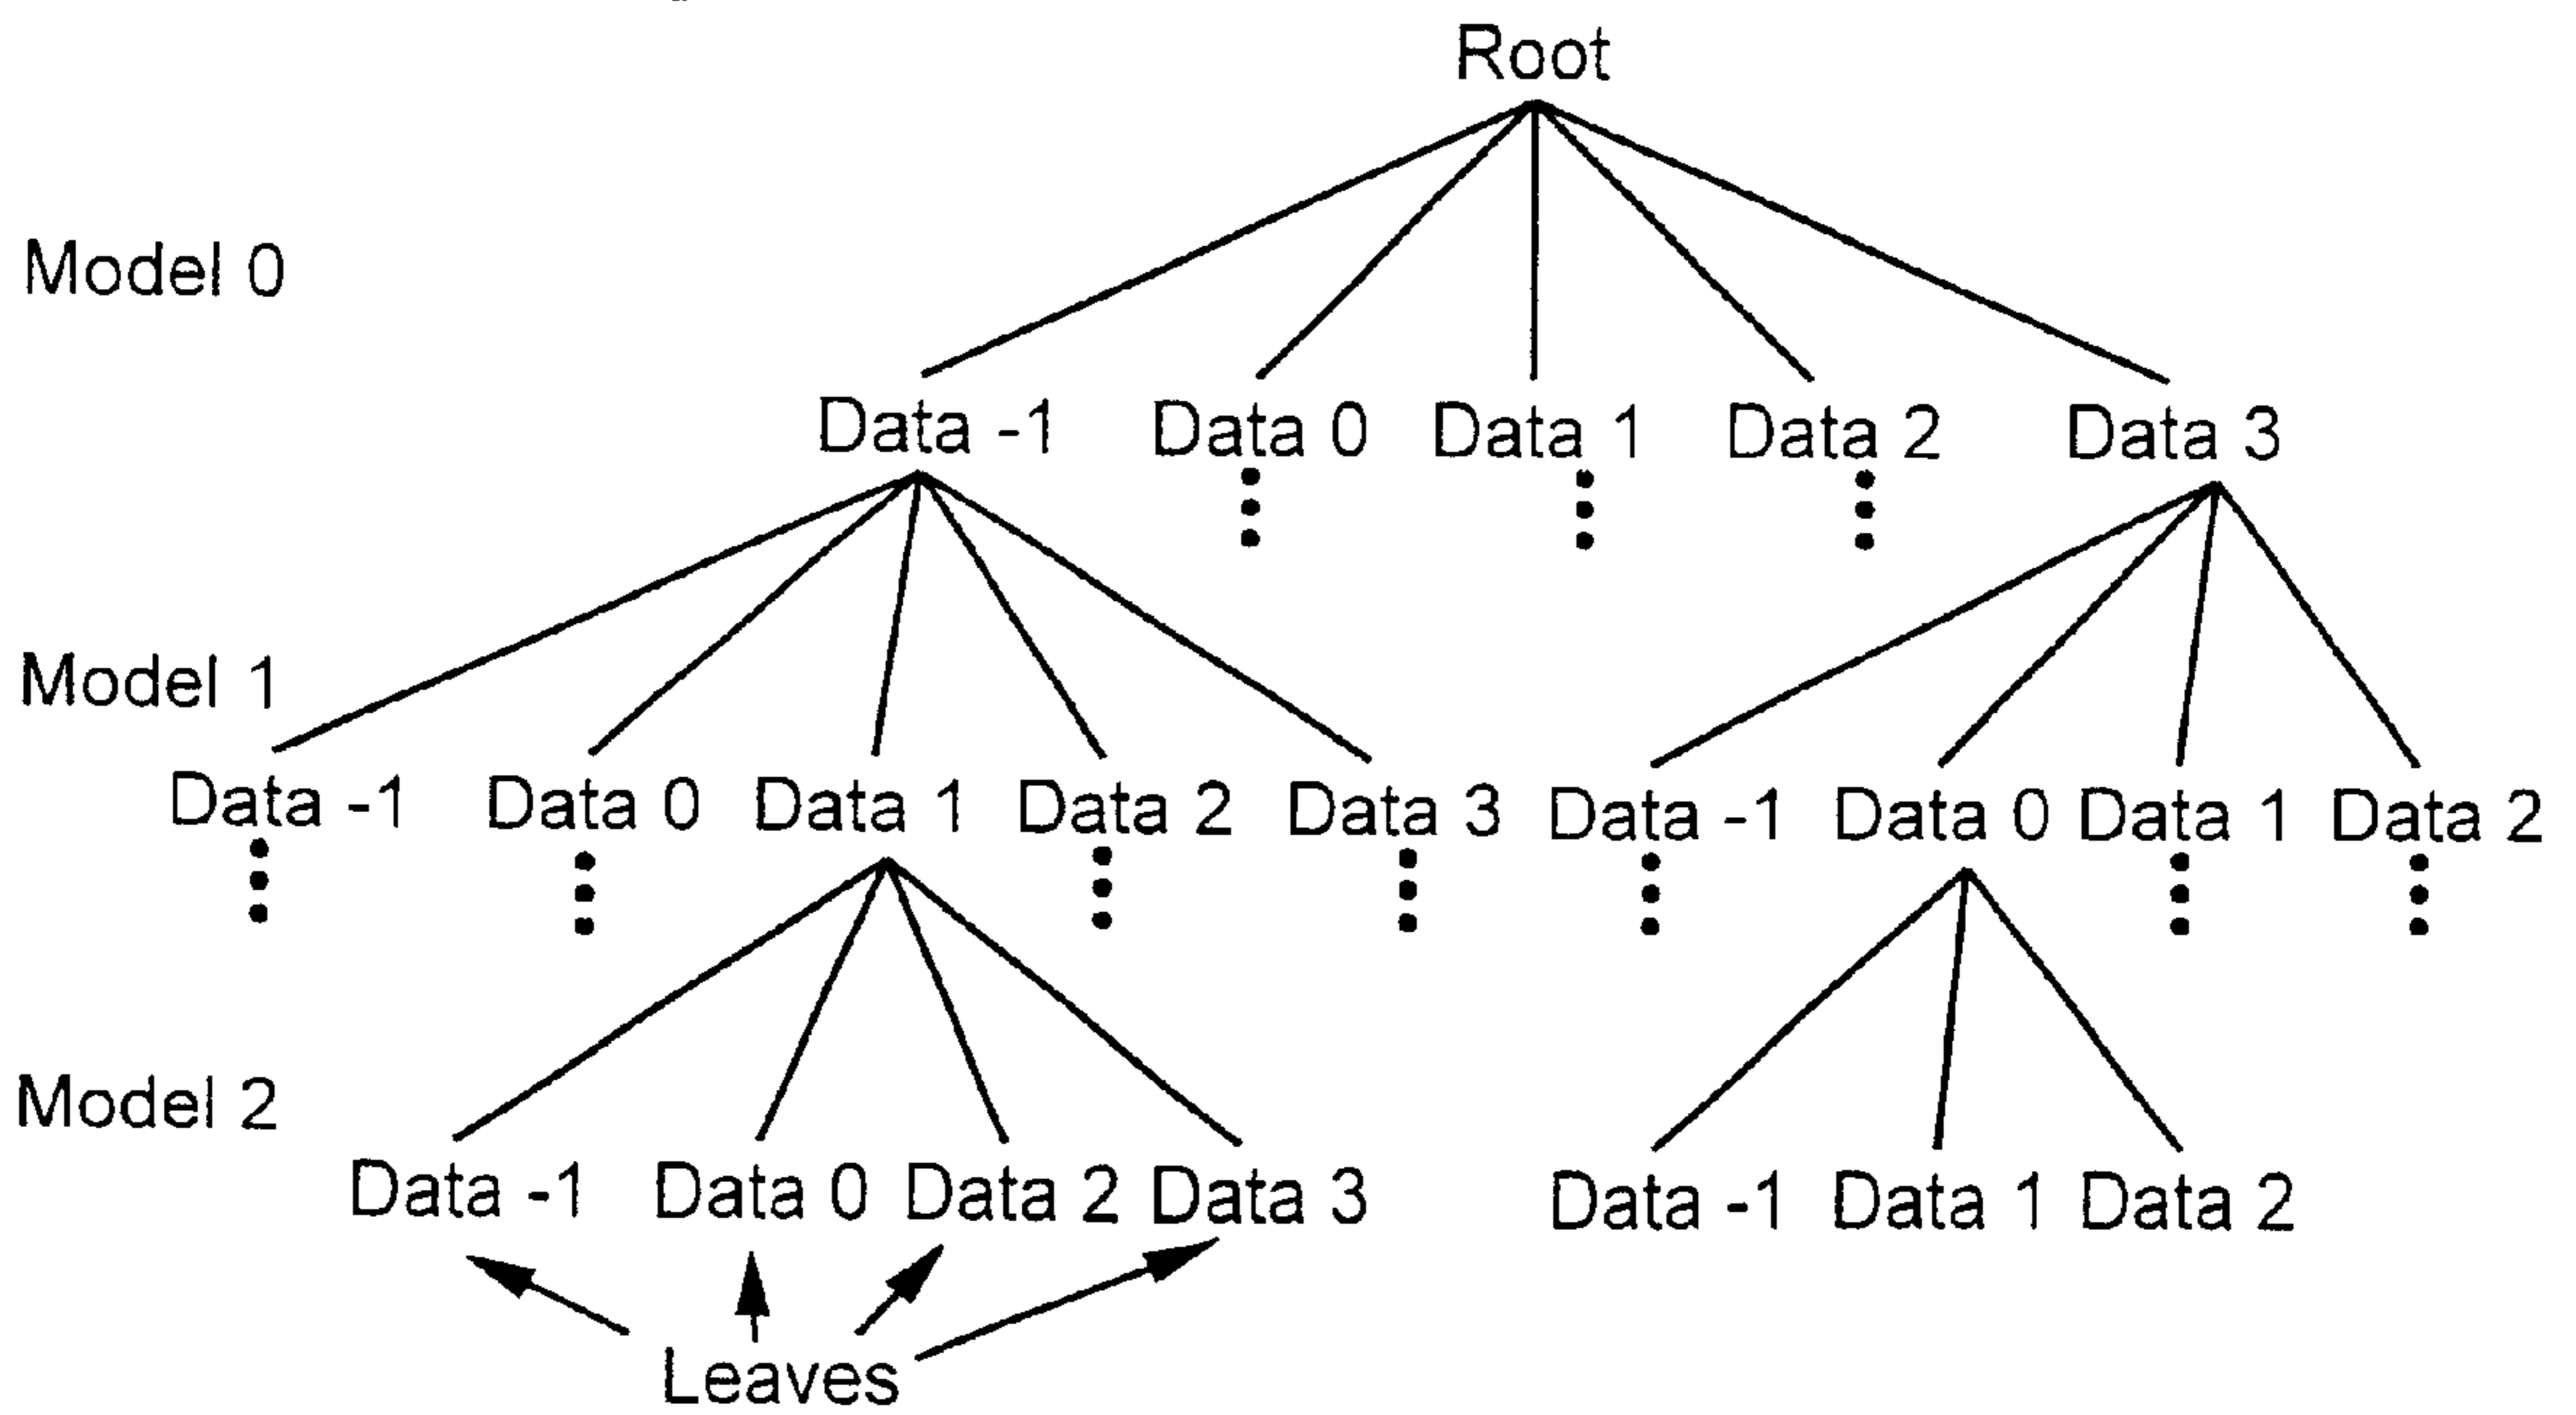 Root
Model 0
Data -1 Data 0 Data 1 Data 2 Data 3
Model 1
Data -1 Data 0 Data 1 Data 2 Data 3 Data -1 Data 0 Data 1 Data 2
Model 2
Data -1 Data 0 Data 2 Data 3 Data -1 Data 1 Data 2
Leaves